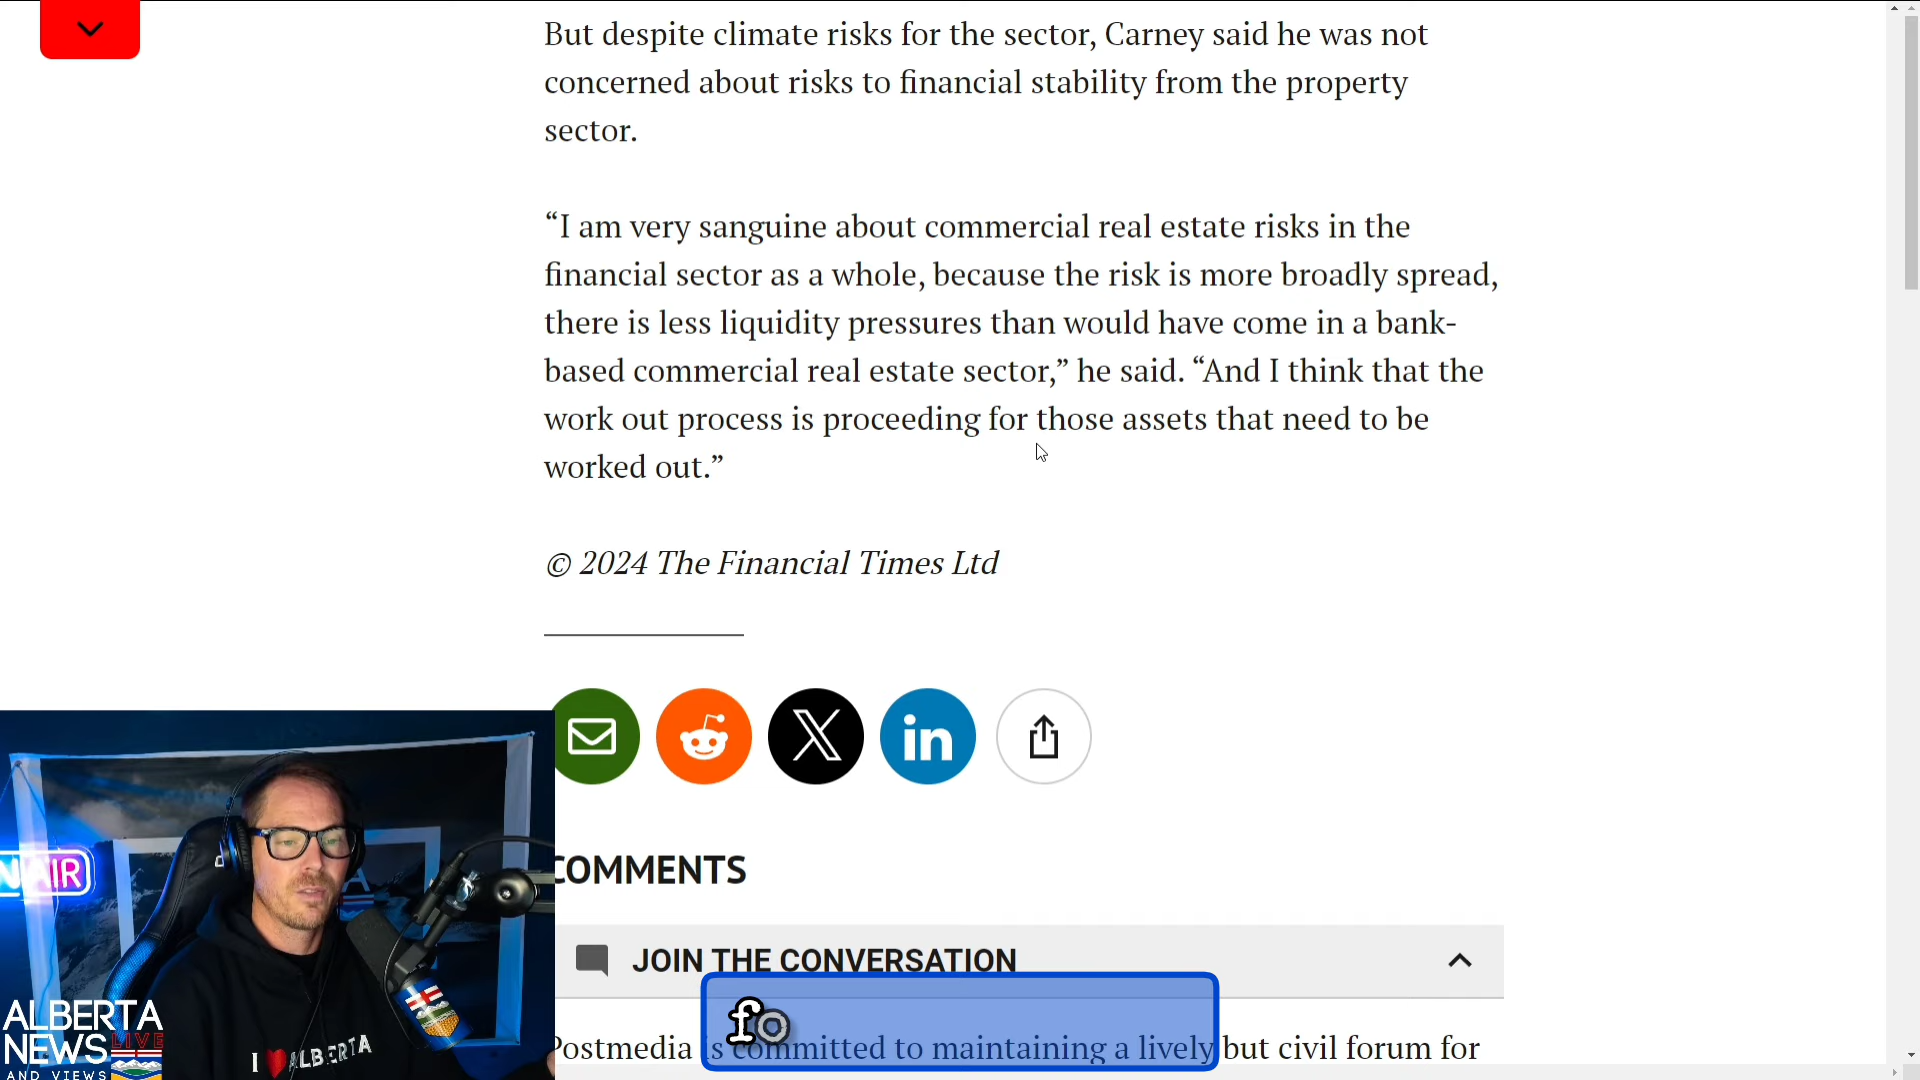 But despite climate risks for the sector, Carney said he was not
concerned about risks to financial stability from the property
sector.
“I am very sanguine about commercial real estate risks in the
financial sector as a whole, because the risk is more broadly spread,
there is less liquidity pressures than would have come in a bank-
based commercial real estate sector,” he said. “And I think that the
work out process is proceeding for those assets that need to be
worked out.”
© 2024 The Financial Times Ltd
in
COMMENTS
JOIN THE CONVERSATION
fo
Postmedia is committed to maintaining a lively but civil forum for
N AIR
ALBERTA
NEWS LIVE
AND VIEWS
I ALBERTA